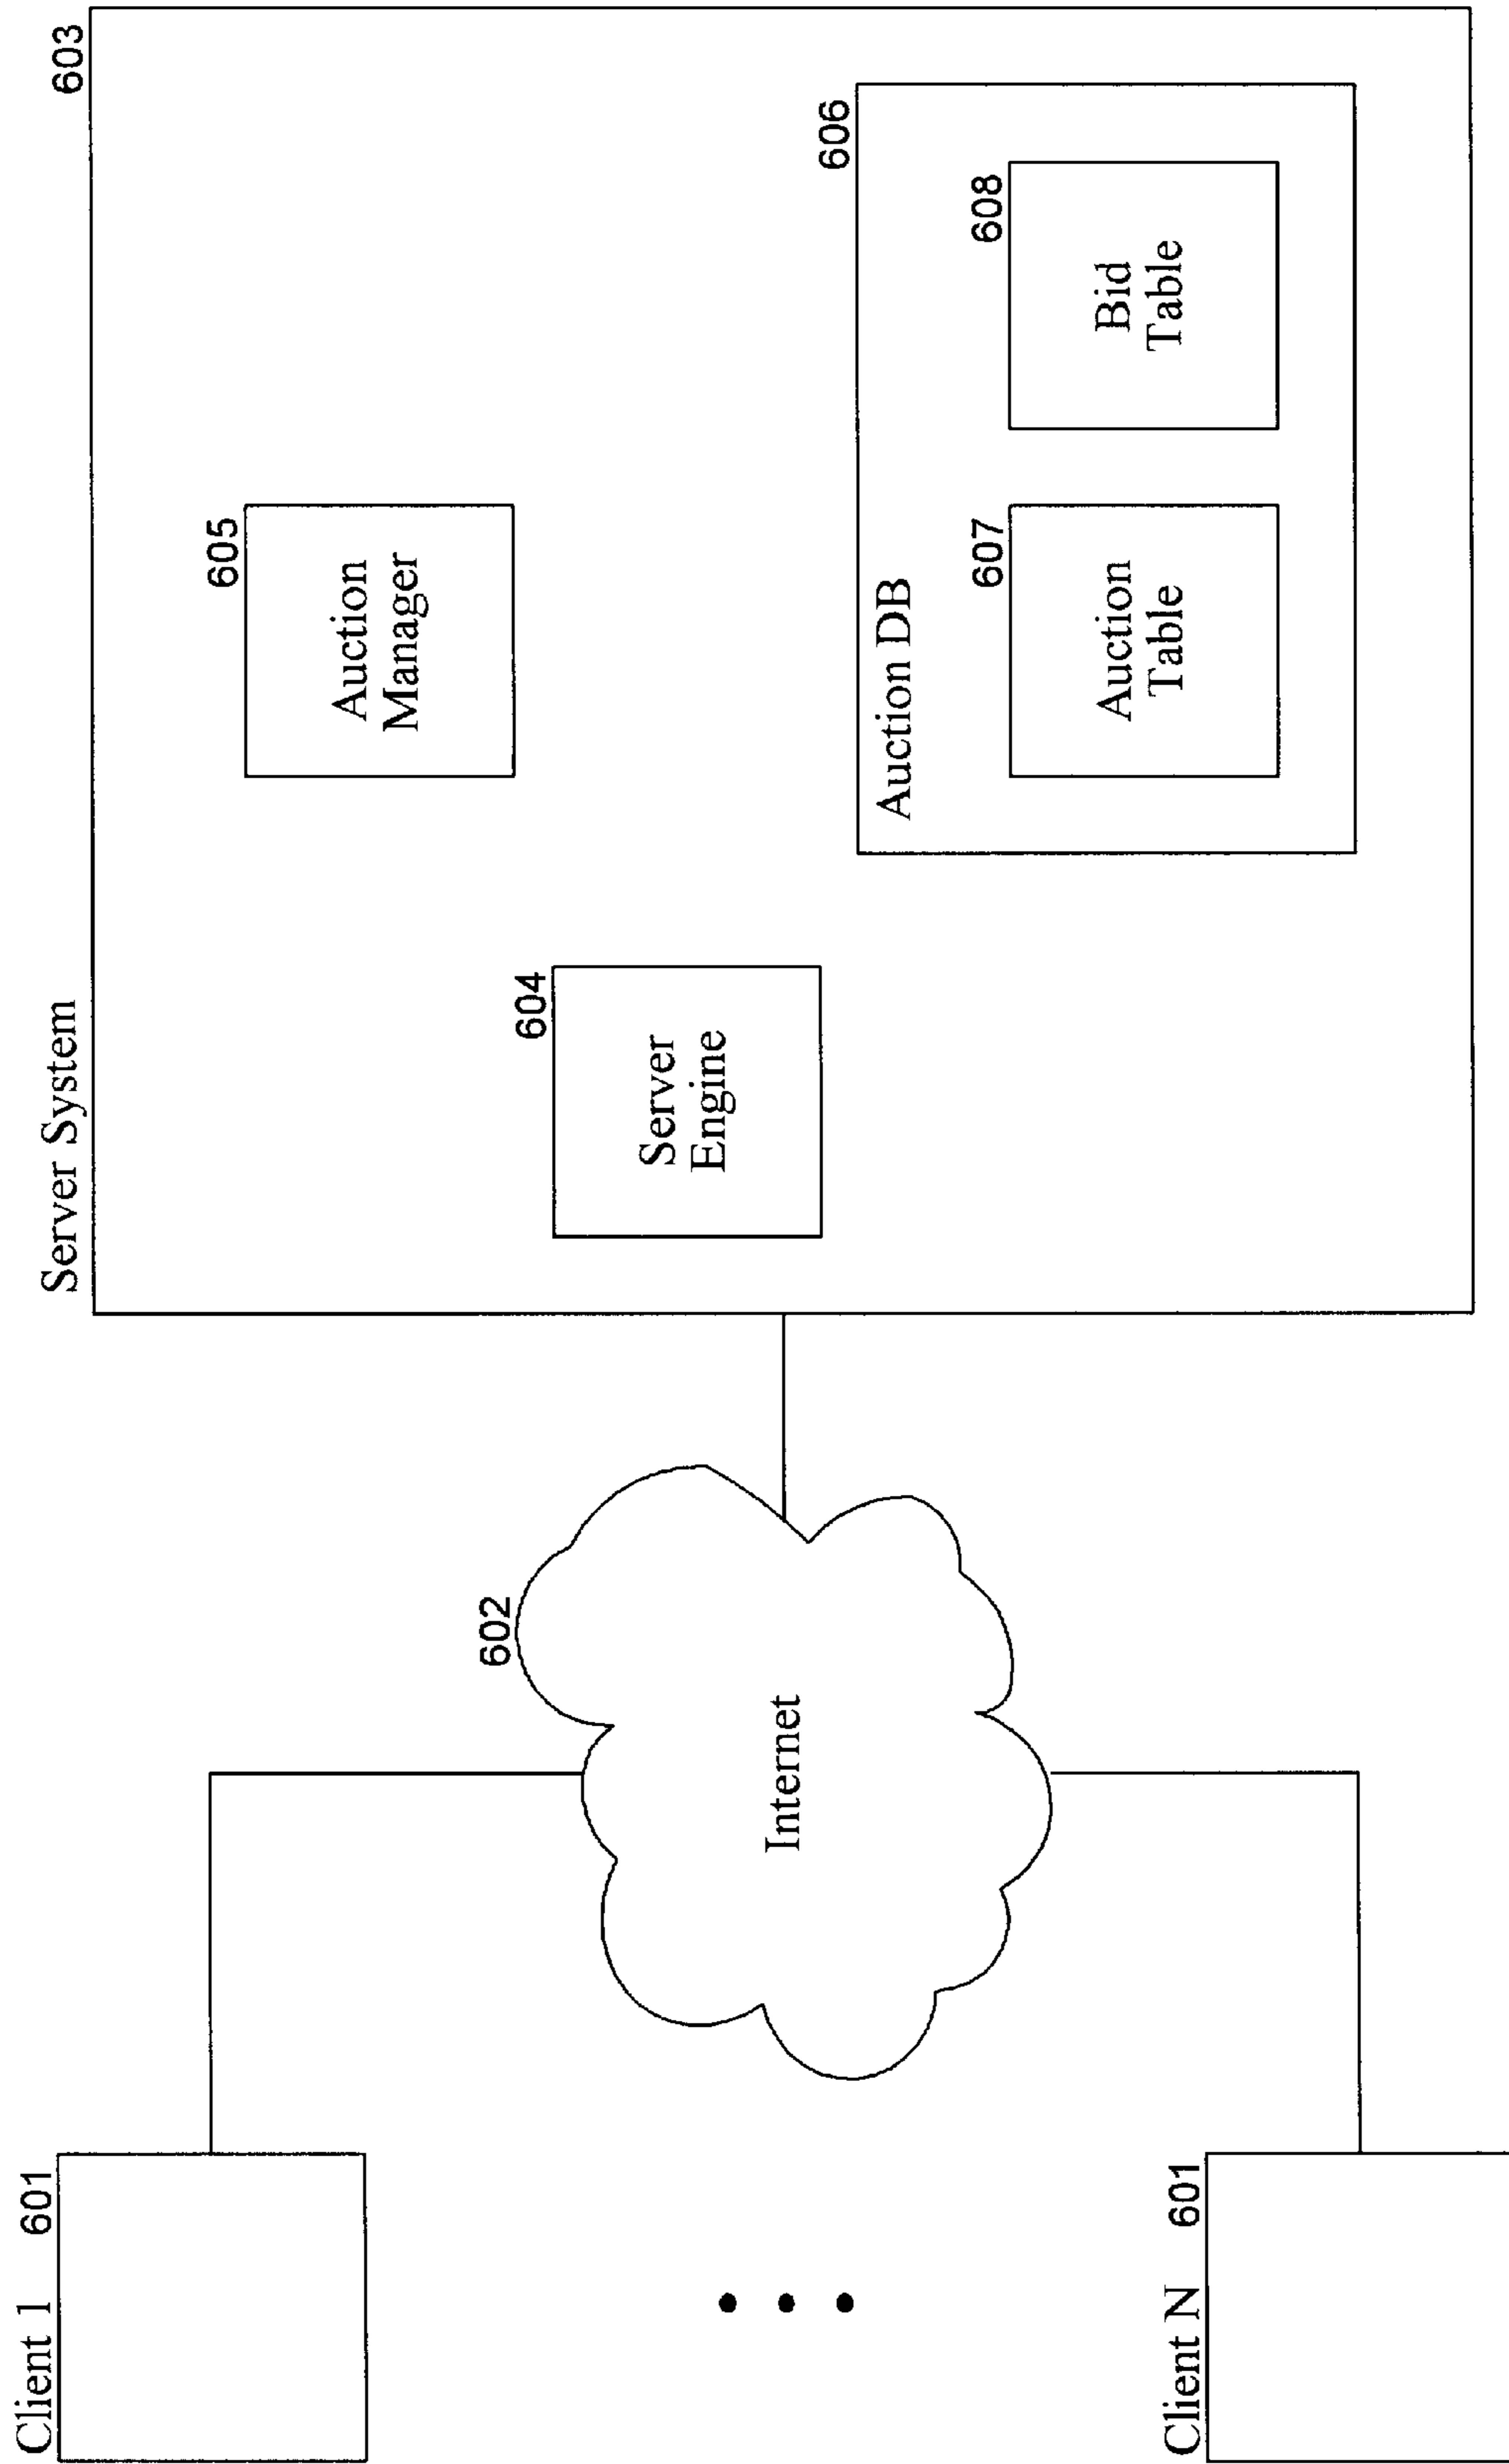 Client 1 601
Client N 601
602
Internet
Server System
603
604
Server
Engine
605
Auction
Manager
606
Auction DB
607
Auction
Table
608
Bid
Table